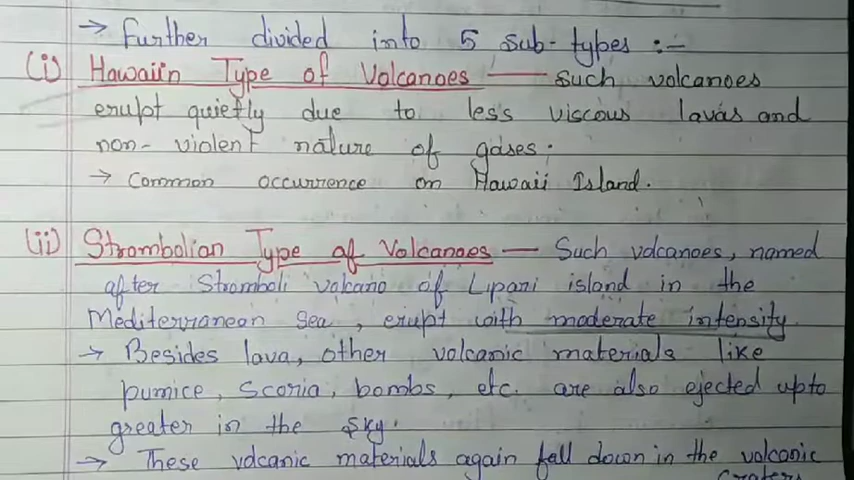 → Further divided into 5 sub-types :-
(i) Hawaiin Type of Volcanoes — Such volcanoes
erupt quietly due to less viscous lavas and
non-violent nature of gases.
→ Common occurrence on Hawaii Island.
(ii) Strombolian Type of Volcanoes — Such volcanoes, named
after Stromboli volcano of Lipari island in the
Mediterranean Sea, erupt with moderate intensity
→ Besides lava, other volcanic materials like
pumice, Scoria, bombs, etc. are also ejected upto
greater in the sky.
→ These volcanic materials again fall down in the volcanic
craters